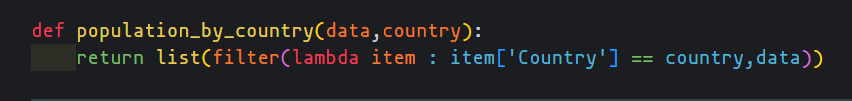 def population_by_country(data,country):
    return list(filter(lambda item : item['Country'] == country,data))